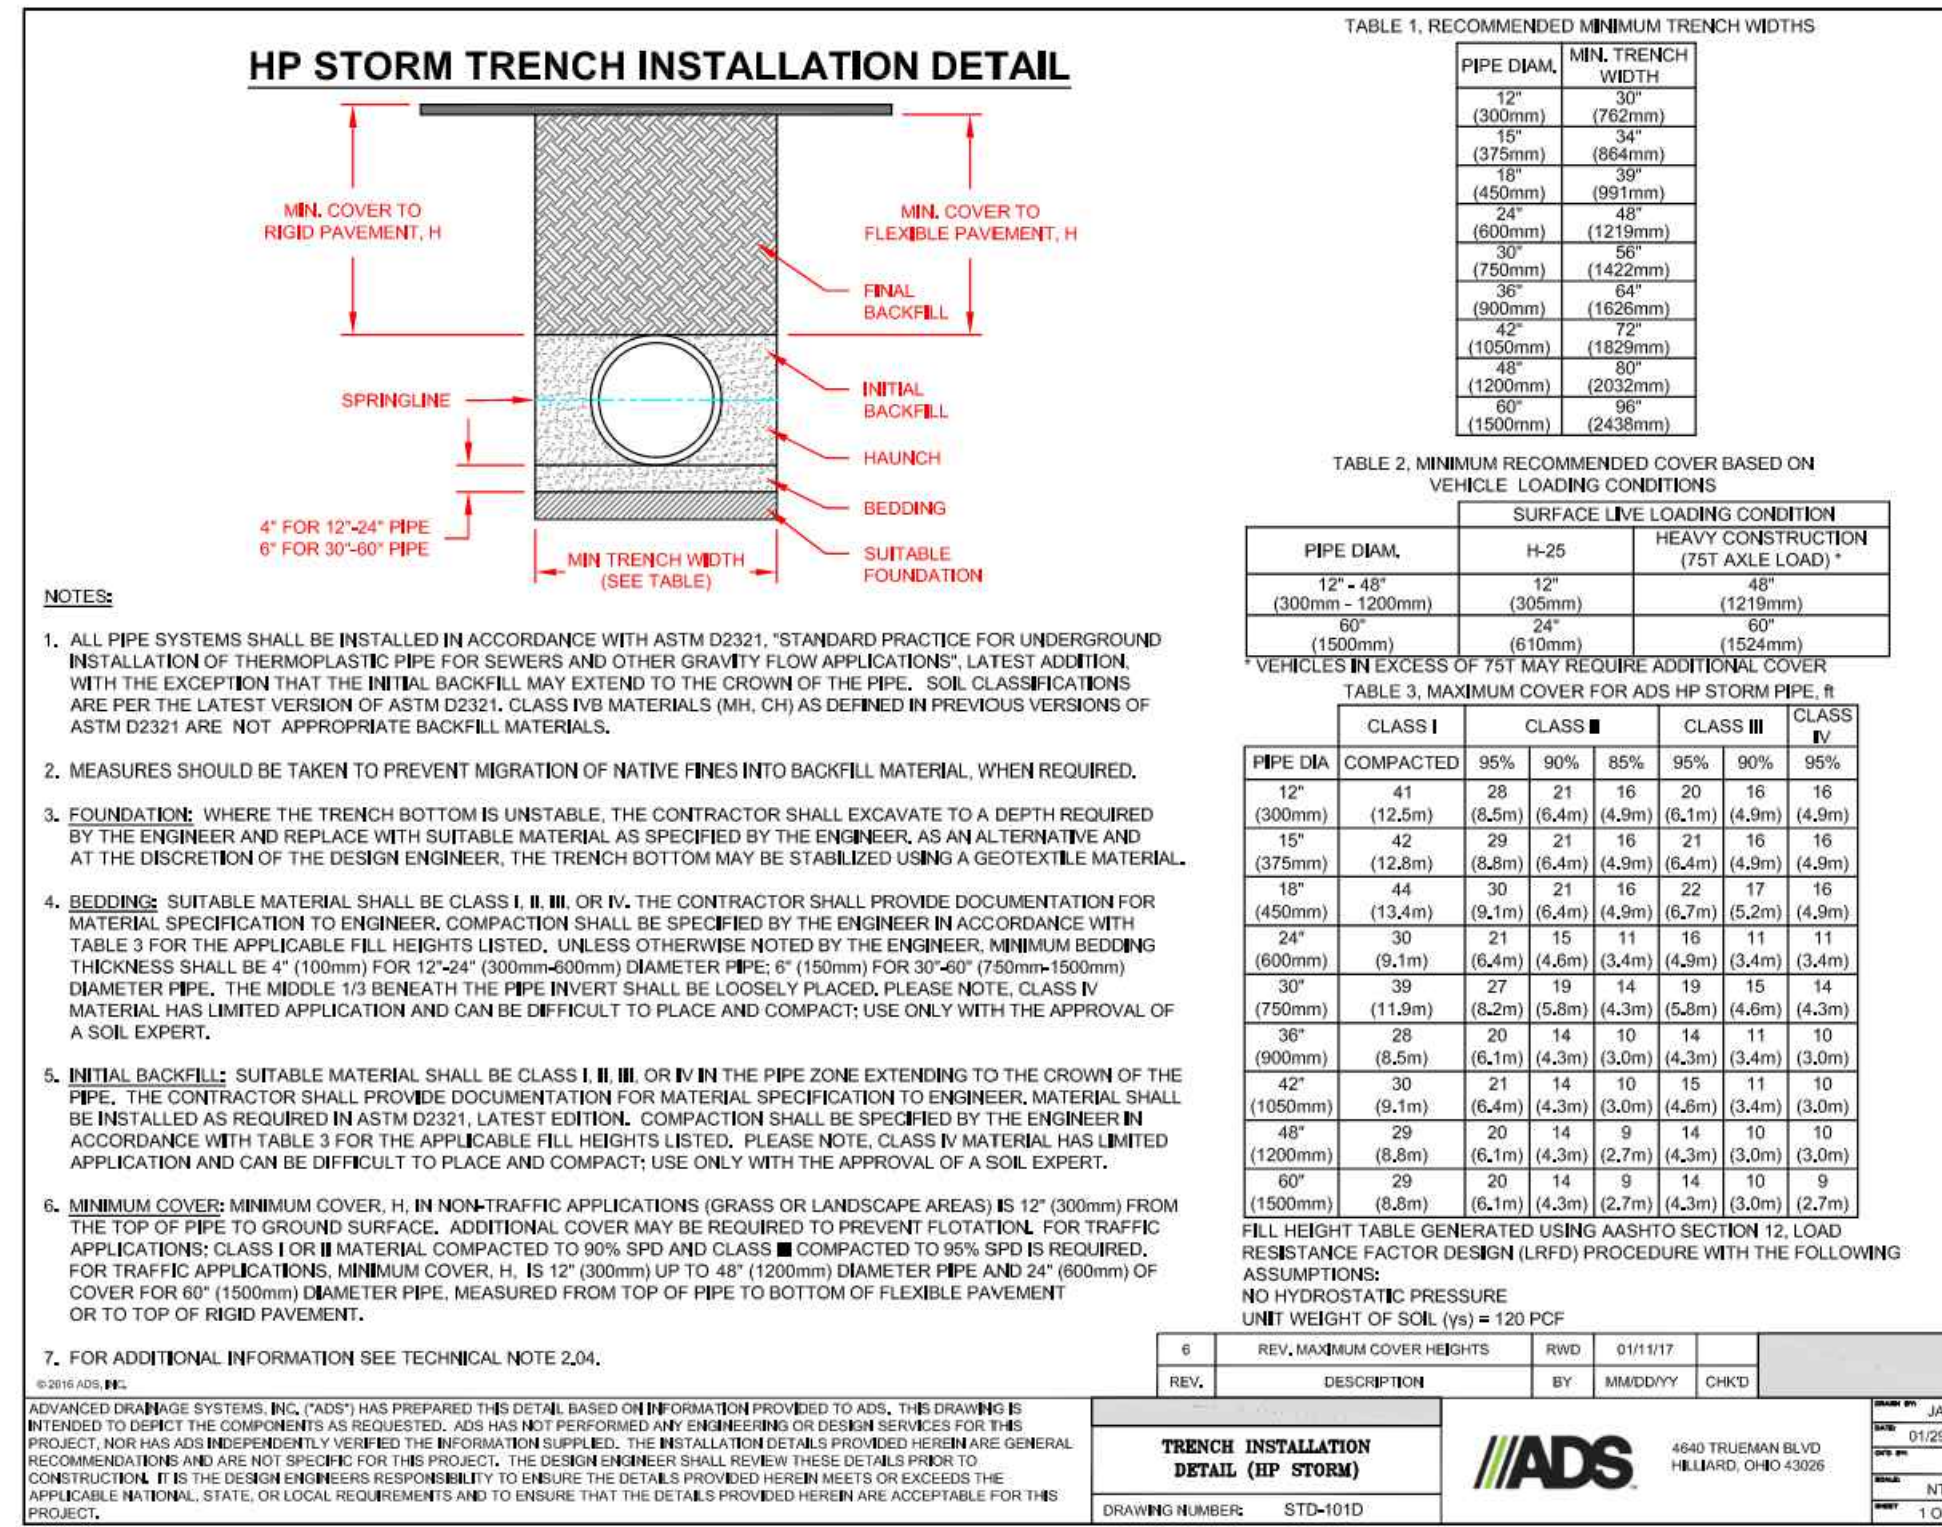 HP STORM TRENCH INSTALLATION DETAIL
MIN. COVER TO
RIGID PAVEMENT, H
MIN. COVER TO
FLEXIBLE PAVEMENT, H
FINAL
BACKFILL
INITIAL
BACKFILL
SPRINGLINE
HAUNCH
BEDDING
4" FOR 12"-24" PIPE
6" FOR 30"-60" PIPE
MIN TRENCH WIDTH
(SEE TABLE)
SUITABLE
FOUNDATION
NOTES:
1. ALL PIPE SYSTEMS SHALL BE INSTALLED IN ACCORDANCE WITH ASTM D2321, "STANDARD PRACTICE FOR UNDERGROUND
INSTALLATION OF THERMOPLASTIC PIPE FOR SEWERS AND OTHER GRAVITY FLOW APPLICATIONS", LATEST ADDITION,
WITH THE EXCEPTION THAT THE INITIAL BACKFILL MAY EXTEND TO THE CROWN OF THE PIPE. SOIL CLASSIFICATIONS
ARE PER THE LATEST VERSION OF ASTM D2321. CLASS IVB MATERIALS (MH, CH) AS DEFINED IN PREVIOUS VERSIONS OF
ASTM D2321 ARE NOT APPROPRIATE BACKFILL MATERIALS.
2. MEASURES SHOULD BE TAKEN TO PREVENT MIGRATION OF NATIVE FINES INTO BACKFILL MATERIAL, WHEN REQUIRED.
3. FOUNDATION: WHERE THE TRENCH BOTTOM IS UNSTABLE, THE CONTRACTOR SHALL EXCAVATE TO A DEPTH REQUIRED
BY THE ENGINEER AND REPLACE WITH SUITABLE MATERIAL AS SPECIFIED BY THE ENGINEER. AS AN ALTERNATIVE AND
AT THE DISCRETION OF THE DESIGN ENGINEER, THE TRENCH BOTTOM MAY BE STABILIZED USING A GEOTEXTILE MATERIAL.
4. BEDDING: SUITABLE MATERIAL SHALL BE CLASS I, II, III, OR IV. THE CONTRACTOR SHALL PROVIDE DOCUMENTATION FOR
MATERIAL SPECIFICATION TO ENGINEER. COMPACTION SHALL BE SPECIFIED BY THE ENGINEER IN ACCORDANCE WITH
TABLE 3 FOR THE APPLICABLE FILL HEIGHTS LISTED. UNLESS OTHERWISE NOTED BY THE ENGINEER, MINIMUM BEDDING
THICKNESS SHALL BE 4" (100mm) FOR 12"-24" (300mm-600mm) DIAMETER PIPE; 6" (150mm) FOR 30"-60" (750mm-1500mm)
DIAMETER PIPE. THE MIDDLE 1/3 BENEATH THE PIPE INVERT SHALL BE LOOSELY PLACED. PLEASE NOTE, CLASS IV
MATERIAL HAS LIMITED APPLICATION AND CAN BE DIFFICULT TO PLACE AND COMPACT; USE ONLY WITH THE APPROVAL OF
A SOIL EXPERT.
5. INITIAL BACKFILL: SUITABLE MATERIAL SHALL BE CLASS I, II, III, OR IV IN THE PIPE ZONE EXTENDING TO THE CROWN OF THE
PIPE. THE CONTRACTOR SHALL PROVIDE DOCUMENTATION FOR MATERIAL SPECIFICATION TO ENGINEER. MATERIAL SHALL
BE INSTALLED AS REQUIRED IN ASTM D2321, LATEST EDITION. COMPACTION SHALL BE SPECIFIED BY THE ENGINEER IN
ACCORDANCE WITH TABLE 3 FOR THE APPLICABLE FILL HEIGHTS LISTED. PLEASE NOTE, CLASS IV MATERIAL HAS LIMITED
APPLICATION AND CAN BE DIFFICULT TO PLACE AND COMPACT; USE ONLY WITH THE APPROVAL OF A SOIL EXPERT.
6. MINIMUM COVER: MINIMUM COVER, H, IN NON-TRAFFIC APPLICATIONS (GRASS OR LANDSCAPE AREAS) IS 12" (300mm) FROM
THE TOP OF PIPE TO GROUND SURFACE. ADDITIONAL COVER MAY BE REQUIRED TO PREVENT FLOTATION. FOR TRAFFIC
APPLICATIONS; CLASS I OR II MATERIAL COMPACTED TO 90% SPD AND CLASS COMPACTED TO 95% SPD IS REQUIRED.
FOR TRAFFIC APPLICATIONS, MINIMUM COVER, H, IS 12" (300mm) UP TO 48" (1200mm) DIAMETER PIPE AND 24" (600mm) OF
COVER FOR 60" (1500mm) DIAMETER PIPE, MEASURED FROM TOP OF PIPE TO BOTTOM OF FLEXIBLE PAVEMENT
OR TO TOP OF RIGID PAVEMENT.
7. FOR ADDITIONAL INFORMATION SEE TECHNICAL NOTE 2.04.
© 2016 ADS, INC.
TABLE 1, RECOMMENDED MINIMUM TRENCH WIDTHS
PIPE DIAM. MIN. TRENCH WIDTH
12" 30"
(300mm) (762mm)
15" 34"
(375mm) (864mm)
18" 39"
(450mm) (991mm)
24" 48"
(600mm) (1219mm)
30" 56"
(750mm) (1422mm)
36" 64"
(900mm) (1626mm)
42" 72"
(1050mm) (1829mm)
48" 80"
(1200mm) (2032mm)
60" 96"
(1500mm) (2438mm)
TABLE 2, MINIMUM RECOMMENDED COVER BASED ON
VEHICLE LOADING CONDITIONS
SURFACE LIVE LOADING CONDITION
PIPE DIAM. H-25 HEAVY CONSTRUCTION (75T AXLE LOAD) *
12" - 48" 12" 48"
(300mm - 1200mm) (305mm) (1219mm)
60" 24" 60"
(1500mm) (610mm) (1524mm)
* VEHICLES IN EXCESS OF 75T MAY REQUIRE ADDITIONAL COVER
TABLE 3, MAXIMUM COVER FOR ADS HP STORM PIPE, ft
CLASS I CLASS CLASS III CLASS IV
PIPE DIA COMPACTED 95% 90% 85% 95% 90% 95%
12" 41 28 21 16 20 16 16
(300mm) (12.5m) (8.5m) (6.4m) (4.9m) (6.1m) (4.9m) (4.9m)
15" 42 29 21 16 21 16 16
(375mm) (12.8m) (8.8m) (6.4m) (4.9m) (6.4m) (4.9m) (4.9m)
18" 44 30 21 16 22 17 16
(450mm) (13.4m) (9.1m) (6.4m) (4.9m) (6.7m) (5.2m) (4.9m)
24" 30 21 15 11 16 11 11
(600mm) (9.1m) (6.4m) (4.6m) (3.4m) (4.9m) (3.4m) (3.4m)
30" 39 27 19 14 19 15 14
(750mm) (11.9m) (8.2m) (5.8m) (4.3m) (5.8m) (4.6m) (4.3m)
36" 28 20 14 10 14 11 10
(900mm) (8.5m) (6.1m) (4.3m) (3.0m) (4.3m) (3.4m) (3.0m)
42" 30 21 14 10 15 11 10
(1050mm) (9.1m) (6.4m) (4.3m) (3.0m) (4.6m) (3.4m) (3.0m)
48" 29 20 14 9 14 10 10
(1200mm) (8.8m) (6.1m) (4.3m) (2.7m) (4.3m) (3.0m) (3.0m)
60" 29 20 14 9 14 10 9
(1500mm) (8.8m) (6.1m) (4.3m) (2.7m) (4.3m) (3.0m) (2.7m)
FILL HEIGHT TABLE GENERATED USING AASHTO SECTION 12, LOAD
RESISTANCE FACTOR DESIGN (LRFD) PROCEDURE WITH THE FOLLOWING
ASSUMPTIONS:
NO HYDROSTATIC PRESSURE
UNIT WEIGHT OF SOIL (γs) = 120 PCF
6 REV. MAXIMUM COVER HEIGHTS RWD 01/11/17
REV. DESCRIPTION BY MM/DD/YY CHK'D
ADVANCED DRAINAGE SYSTEMS, INC. ("ADS") HAS PREPARED THIS DETAIL BASED ON INFORMATION PROVIDED TO ADS. THIS DRAWING IS
INTENDED TO DEPICT THE COMPONENTS AS REQUESTED. ADS HAS NOT PERFORMED ANY ENGINEERING OR DESIGN SERVICES FOR THIS
PROJECT, NOR HAS ADS INDEPENDENTLY VERIFIED THE INFORMATION SUPPLIED. THE INSTALLATION DETAILS PROVIDED HEREIN ARE GENERAL
RECOMMENDATIONS AND ARE NOT SPECIFIC FOR THIS PROJECT. THE DESIGN ENGINEER SHALL REVIEW THESE DETAILS PRIOR TO
CONSTRUCTION. IT IS THE DESIGN ENGINEERS RESPONSIBILITY TO ENSURE THE DETAILS PROVIDED HEREIN MEETS OR EXCEEDS THE
APPLICABLE NATIONAL, STATE, OR LOCAL REQUIREMENTS AND TO ENSURE THAT THE DETAILS PROVIDED HEREIN ARE ACCEPTABLE FOR THIS
PROJECT.
TRENCH INSTALLATION
DETAIL (HP STORM)
DRAWING NUMBER: STD-101D
ADS
4640 TRUEMAN BLVD
HILLIARD, OHIO 43026
DRAWN BY: JA
DATE: 01/29
NT
SHEET 1 O